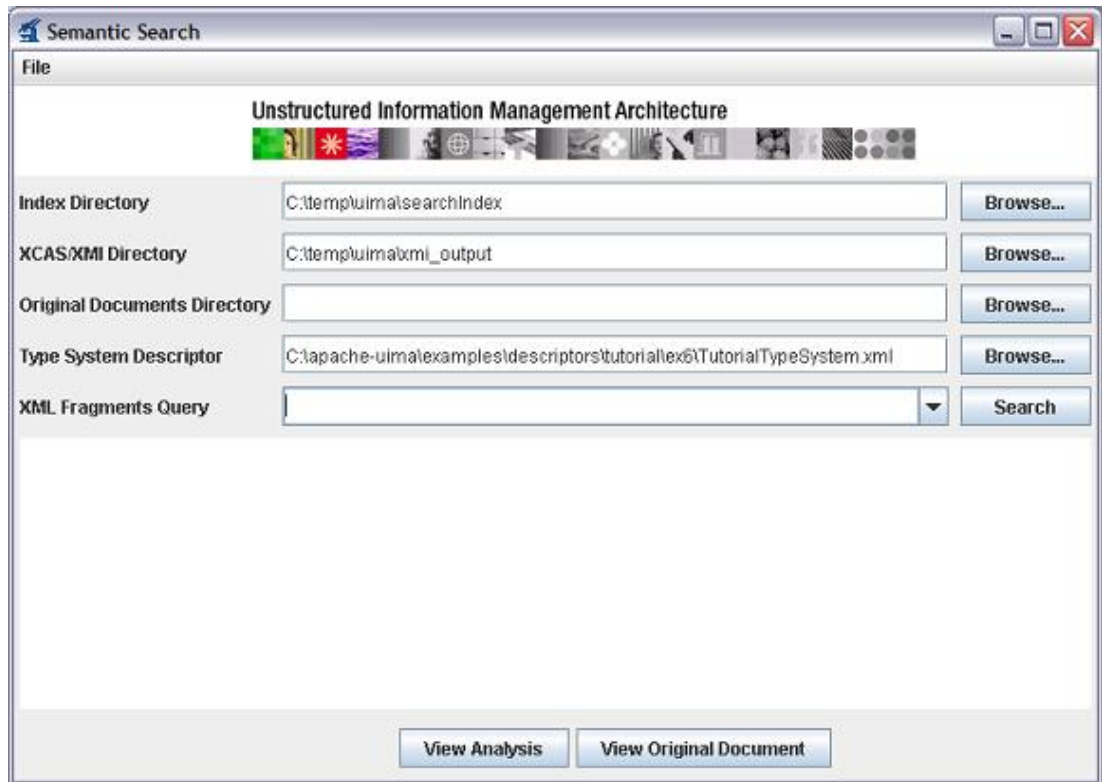 Semantic Search
File
Unstructured Information Management Architecture
Index Directory C:\temp\uima\searchIndex Browse...
XCAS/XMI Directory C:\temp\uima\xmi_output Browse...
Original Documents Directory Browse...
Type System Descriptor C:\apache-uima\examples\descriptors\tutorial\ex6\TutorialTypeSystem.xml Browse...
XML Fragments Query Search
View Analysis View Original Document